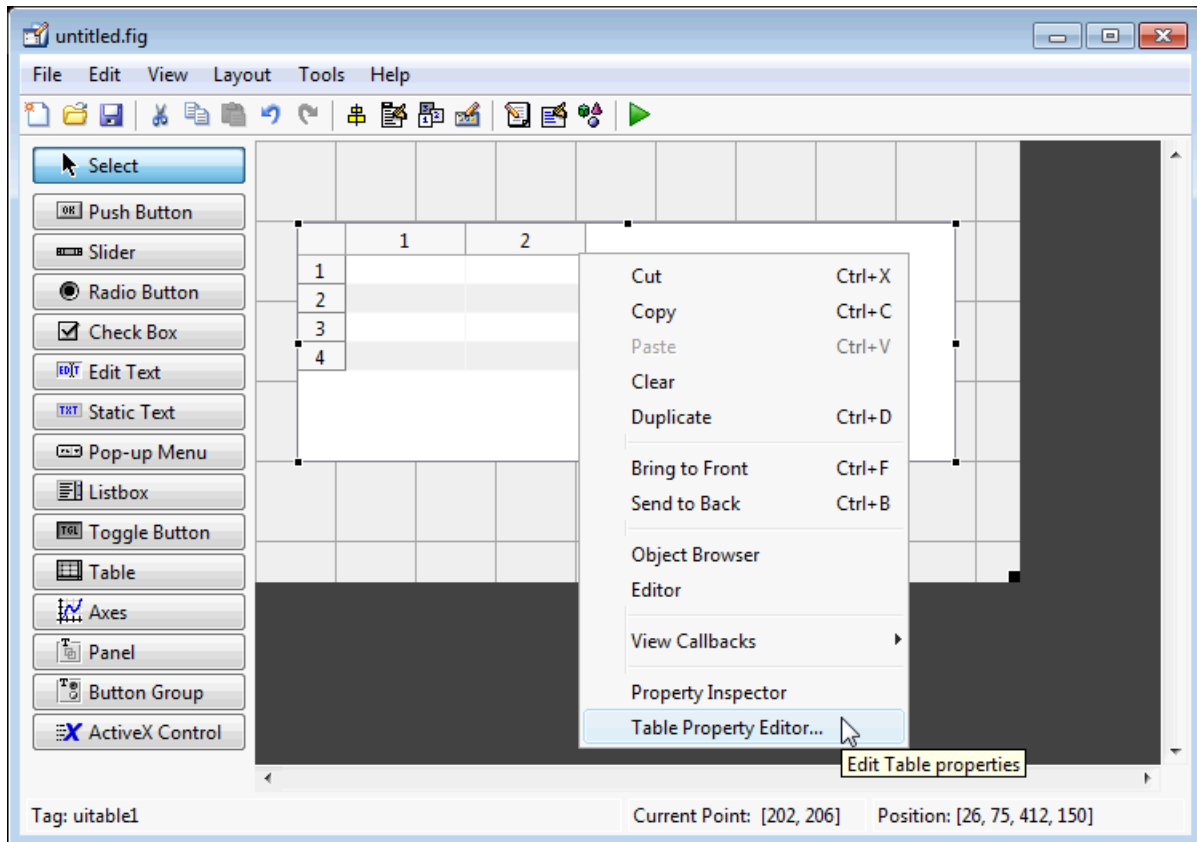 untitled.fig
File Edit View Layout Tools Help
Select
OK Push Button
Slider
Radio Button
Check Box
EDIT Edit Text
TXT Static Text
Pop-up Menu
Listbox
TGL Toggle Button
Table
Axes
Panel
Button Group
X ActiveX Control
1 2
1
2
3
4
Cut Ctrl+X
Copy Ctrl+C
Paste Ctrl+V
Clear
Duplicate Ctrl+D
Bring to Front Ctrl+F
Send to Back Ctrl+B
Object Browser
Editor
View Callbacks
Property Inspector
Table Property Editor...
Edit Table properties
Tag: uitable1 Current Point: [202, 206] Position: [26, 75, 412, 150]